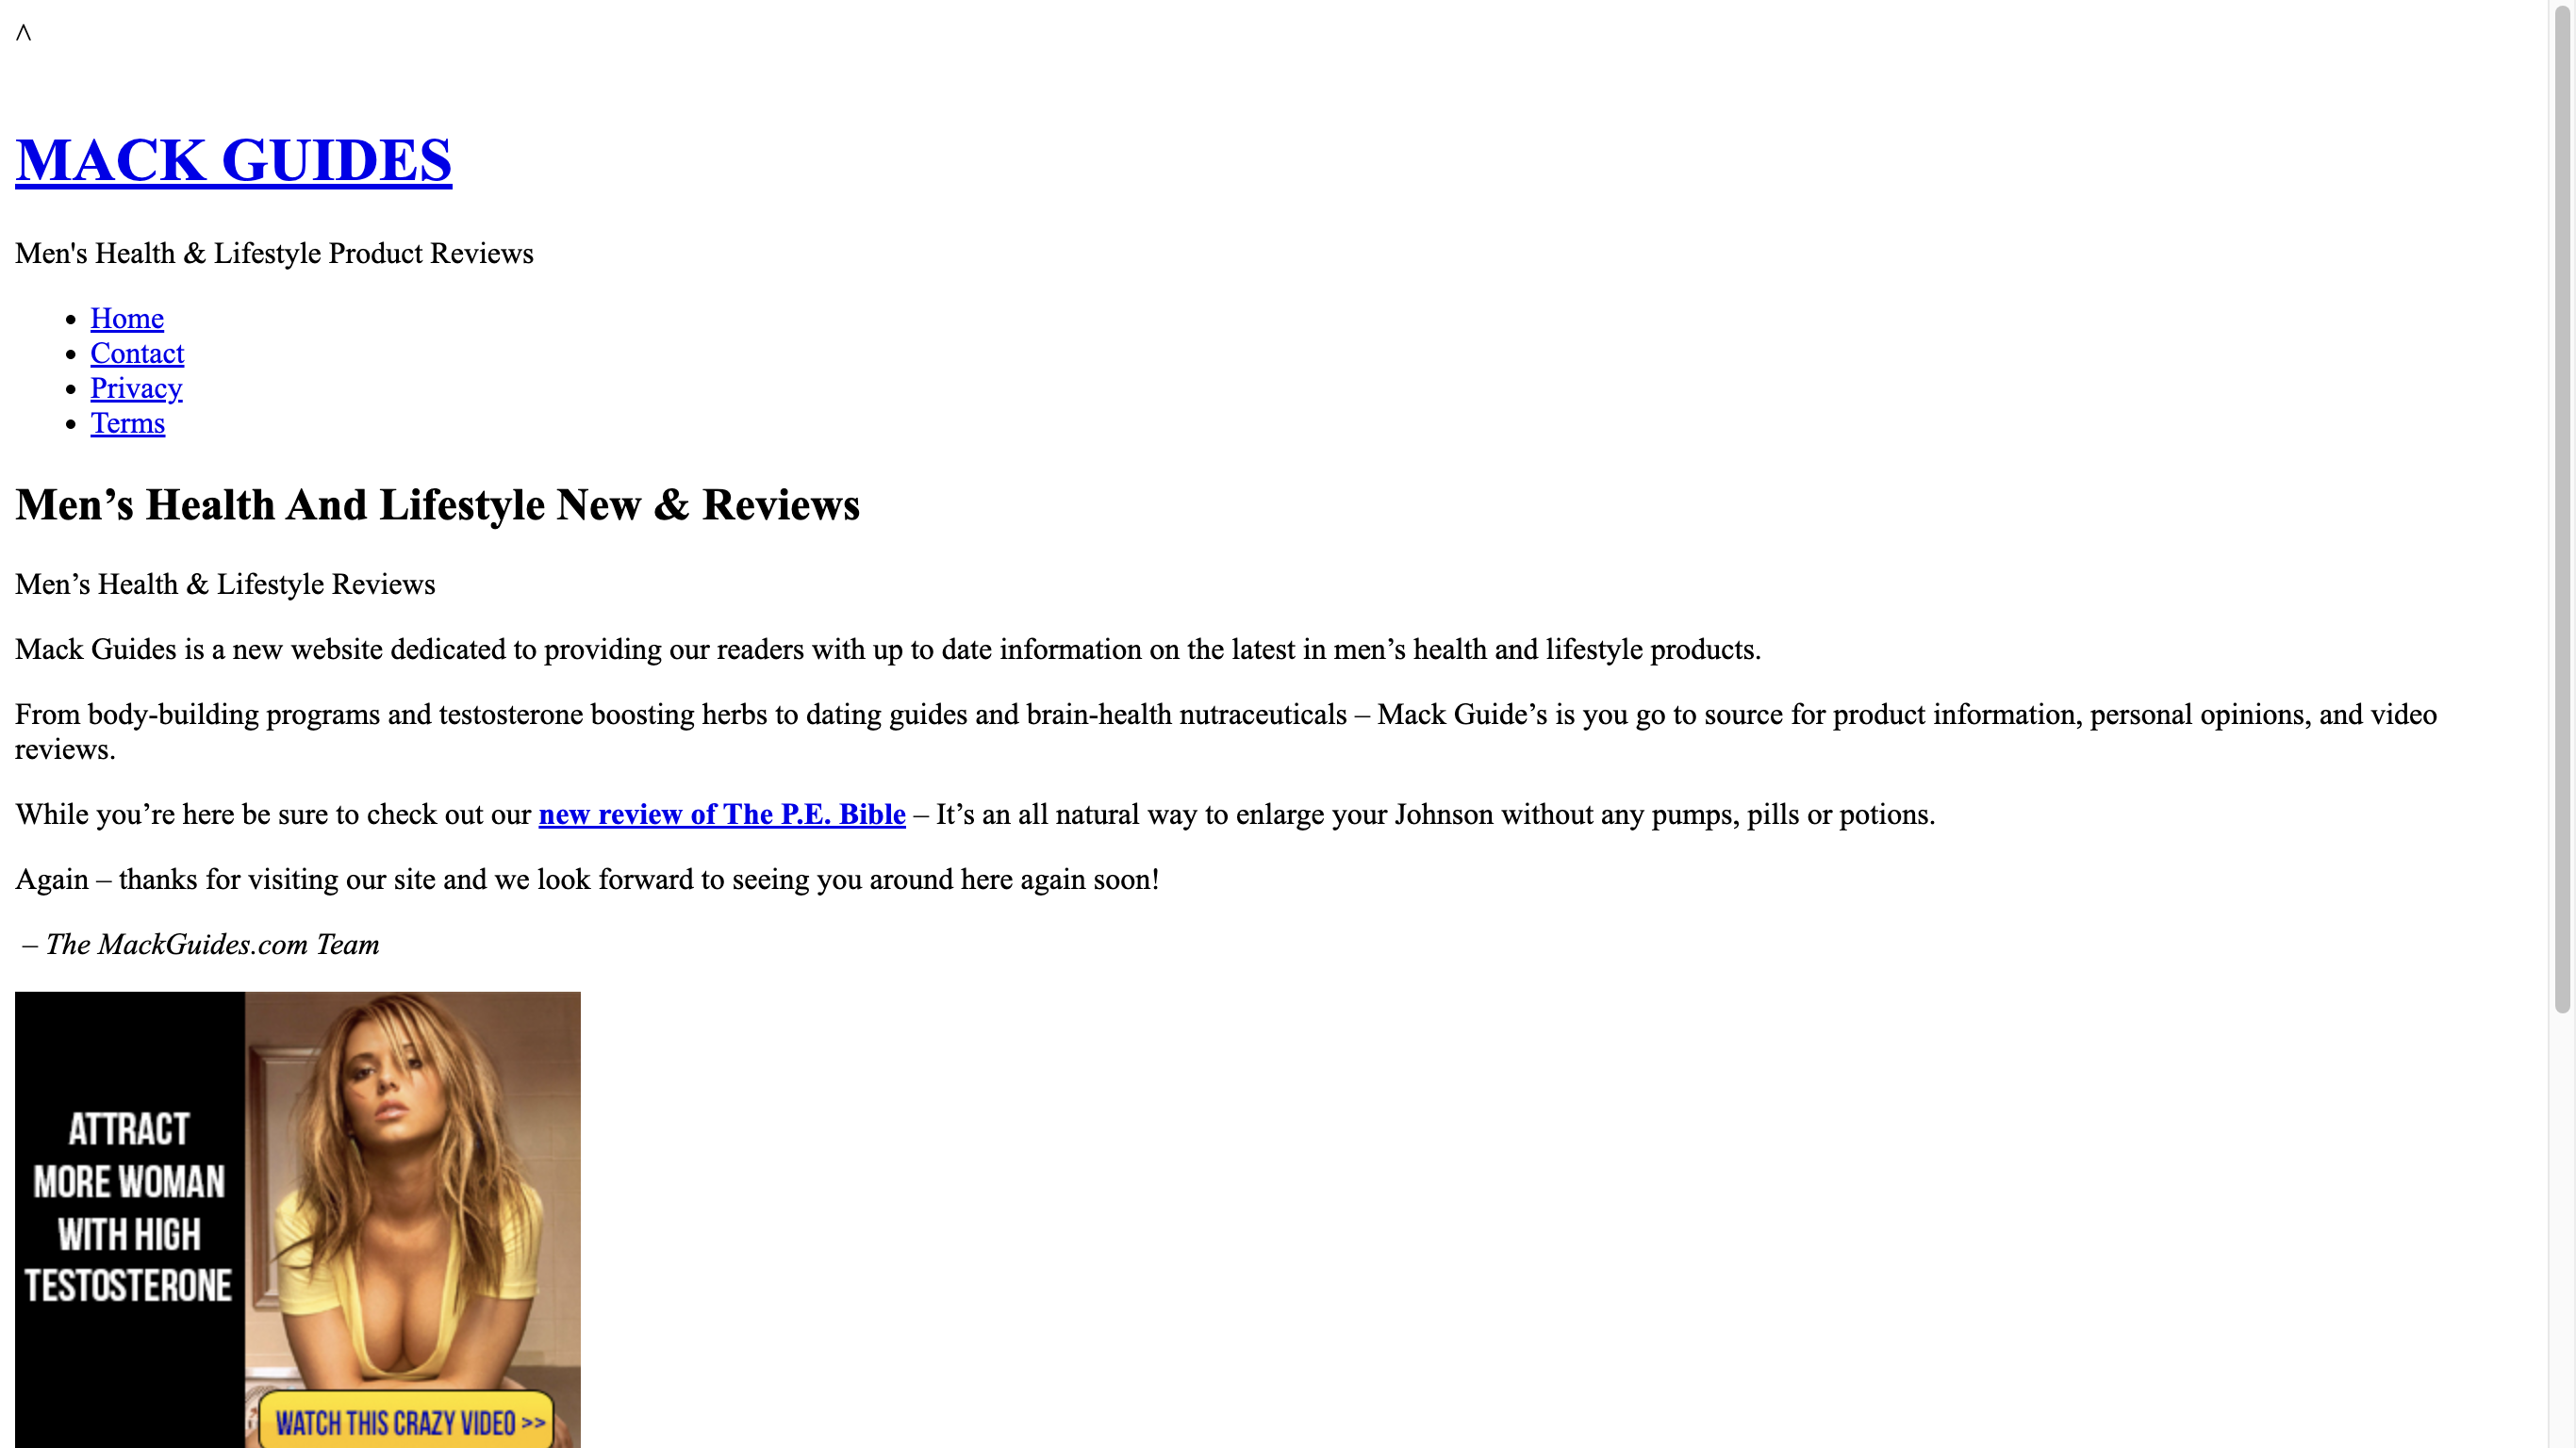 ^
MACK GUIDES
Men's Health & Lifestyle Product Reviews
Home
Contact
Privacy
Terms
Men’s Health And Lifestyle New & Reviews
Men’s Health & Lifestyle Reviews
Mack Guides is a new website dedicated to providing our readers with up to date information on the latest in men’s health and lifestyle products.
From body-building programs and testosterone boosting herbs to dating guides and brain-health nutraceuticals – Mack Guide’s is you go to source for product information, personal opinions, and video
reviews.
While you’re here be sure to check out our new review of The P.E. Bible – It’s an all natural way to enlarge your Johnson without any pumps, pills or potions.
Again – thanks for visiting our site and we look forward to seeing you around here again soon!
– The MackGuides.com Team
ATTRACT
MORE WOMAN
WITH HIGH
TESTOSTERONE
WATCH THIS CRAZY VIDEO >>